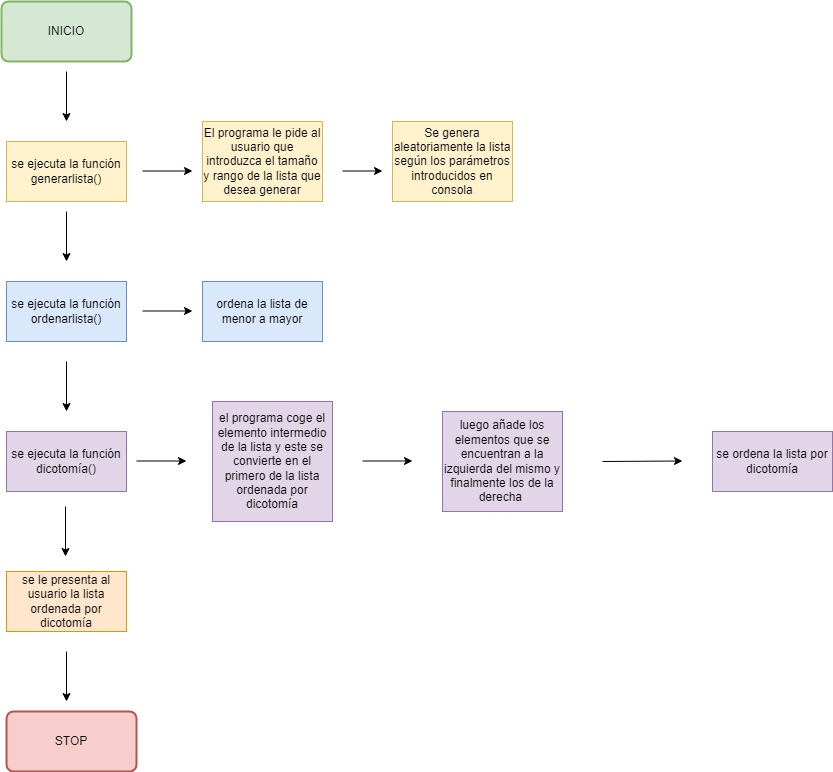 INICIO
se ejecuta la función
generarlista()
El programa le pide al
usuario que
introduzca el tamaño
y rango de la lista que
desea generar
Se genera
aleatoriamente la lista
según los parámetros
introducidos en
consola
se ejecuta la función
ordenarlista()
ordena la lista de
menor a mayor
se ejecuta la función
dicotomía()
el programa coge el
elemento intermedio
de la lista y este se
convierte en el
primero de la lista
ordenada por
dicotomía
luego añade los
elementos que se
encuentran a la
izquierda del mismo y
finalmente los de la
derecha
se ordena la lista por
dicotomía
se le presenta al
usuario la lista
ordenada por
dicotomía
STOP